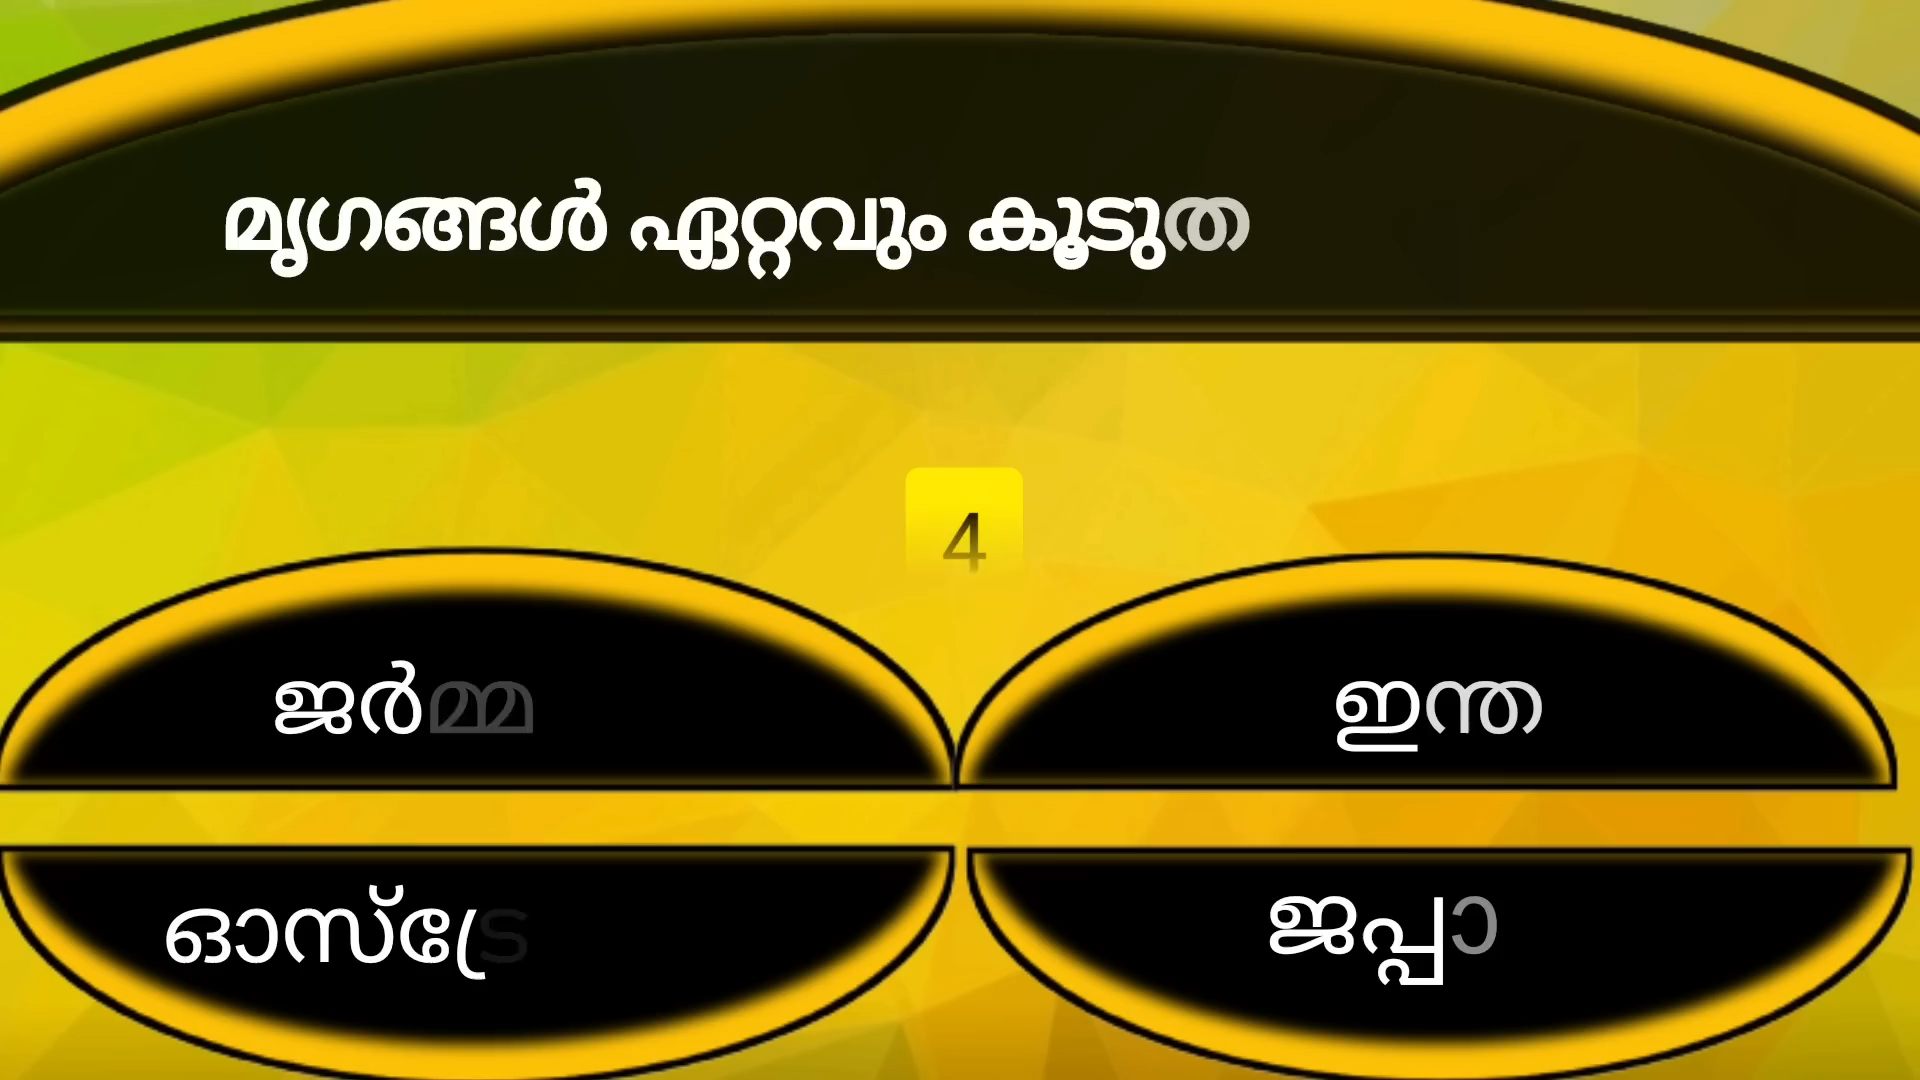 മൃഗങ്ങൾ ഏറ്റവും കൂടുത
4
ജർമ്മ
ഇന്ത
ഓസ്ട്രേ
ജപ്പാ